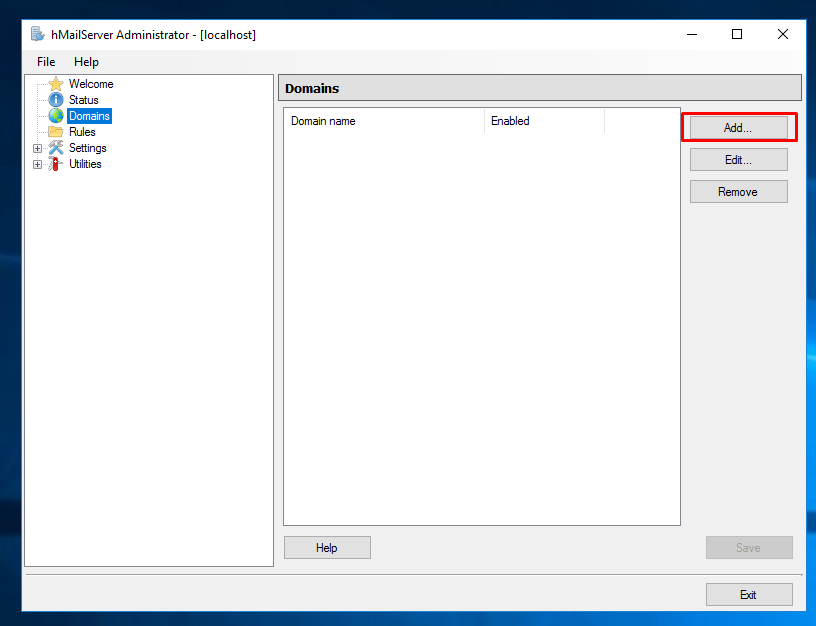 hMailServer Administrator - [localhost]
File Help
Welcome
Status
Domains
Rules
Settings
Utilities
Domains
Domain name Enabled
Add...
Edit...
Remove
Help
Save
Exit